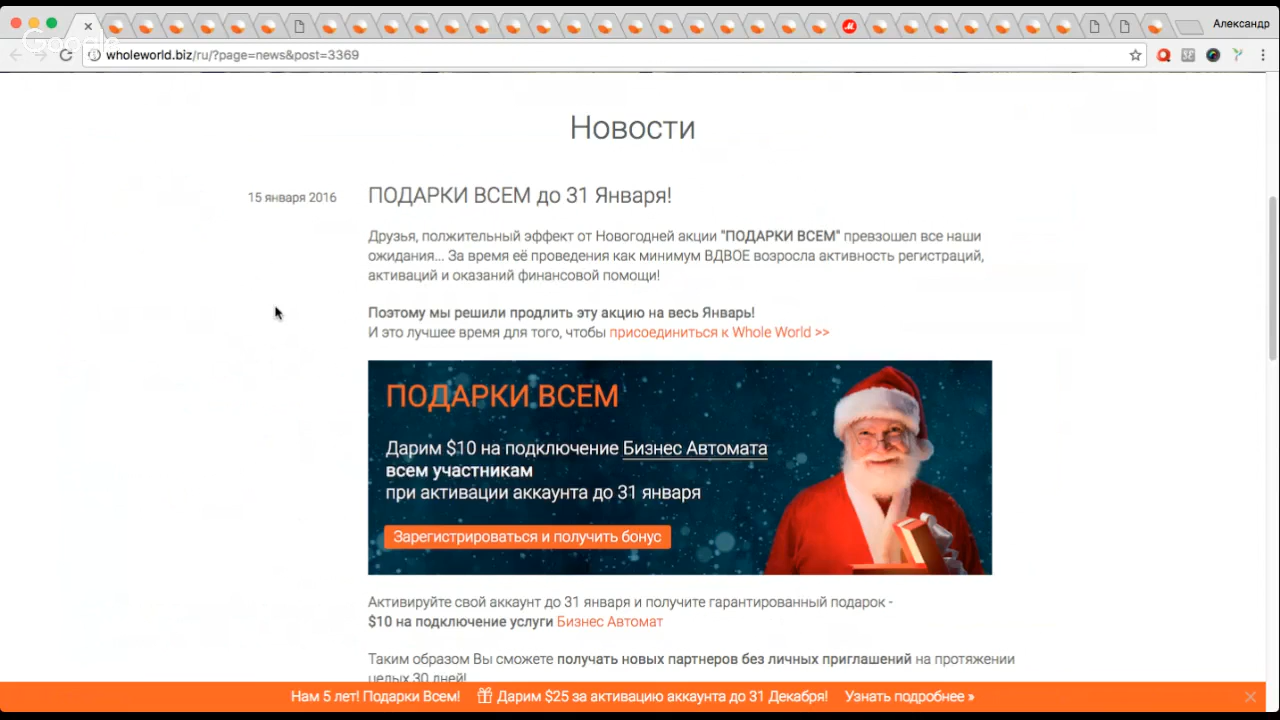 Александр
Google
wholeworld.biz/ru/?page=news&post=3369
Новости
15 января 2016
ПОДАРКИ ВСЕМ до 31 Января!
Друзья, полжительный эффект от Новогодней акции "ПОДАРКИ ВСЕМ" превзошел все наши
ожидания... За время её проведения как минимум ВДВОЕ возросла активность регистраций,
активаций и оказаний финансовой помощи!
Поэтому мы решили продлить эту акцию на весь Январь!
И это лучшее время для того, чтобы присоединиться к Whole World >>
ПОДАРКИ ВСЕМ
Дарим $10 на подключение Бизнес Автомата
всем участникам
при активации аккаунта до 31 января
Зарегистрироваться и получить бонус
Активируйте свой аккаунт до 31 января и получите гарантированный подарок -
$10 на подключение услуги Бизнес Автомат
Таким образом Вы сможете получать новых партнеров без личных приглашений на протяжении
целых 30 дней!
Нам 5 лет! Подарки Всем! Дарим $25 за активацию аккаунта до 31 Декабря! Узнать подробнее »